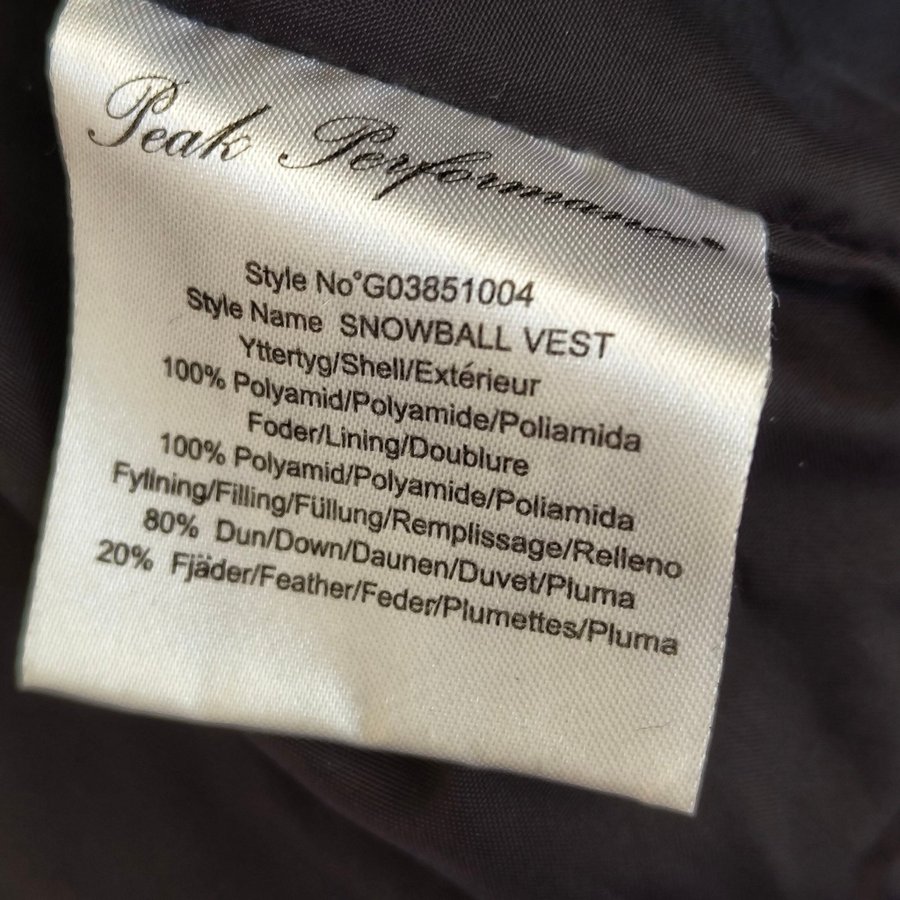 Peak Performance
Style No°G03851004
Style Name SNOWBALL VEST
Yttertyg/Shell/Extérieur
100% Polyamid/Polyamide/Poliamida
Foder/Lining/Doublure
100% Polyamid/Polyamide/Poliamida
Fyllning/Filling/Füllung/Remplissage/Relleno
80% Dun/Down/Daunen/Duvet/Pluma
20% Fjäder/Feather/Feder/Plumettes/Pluma